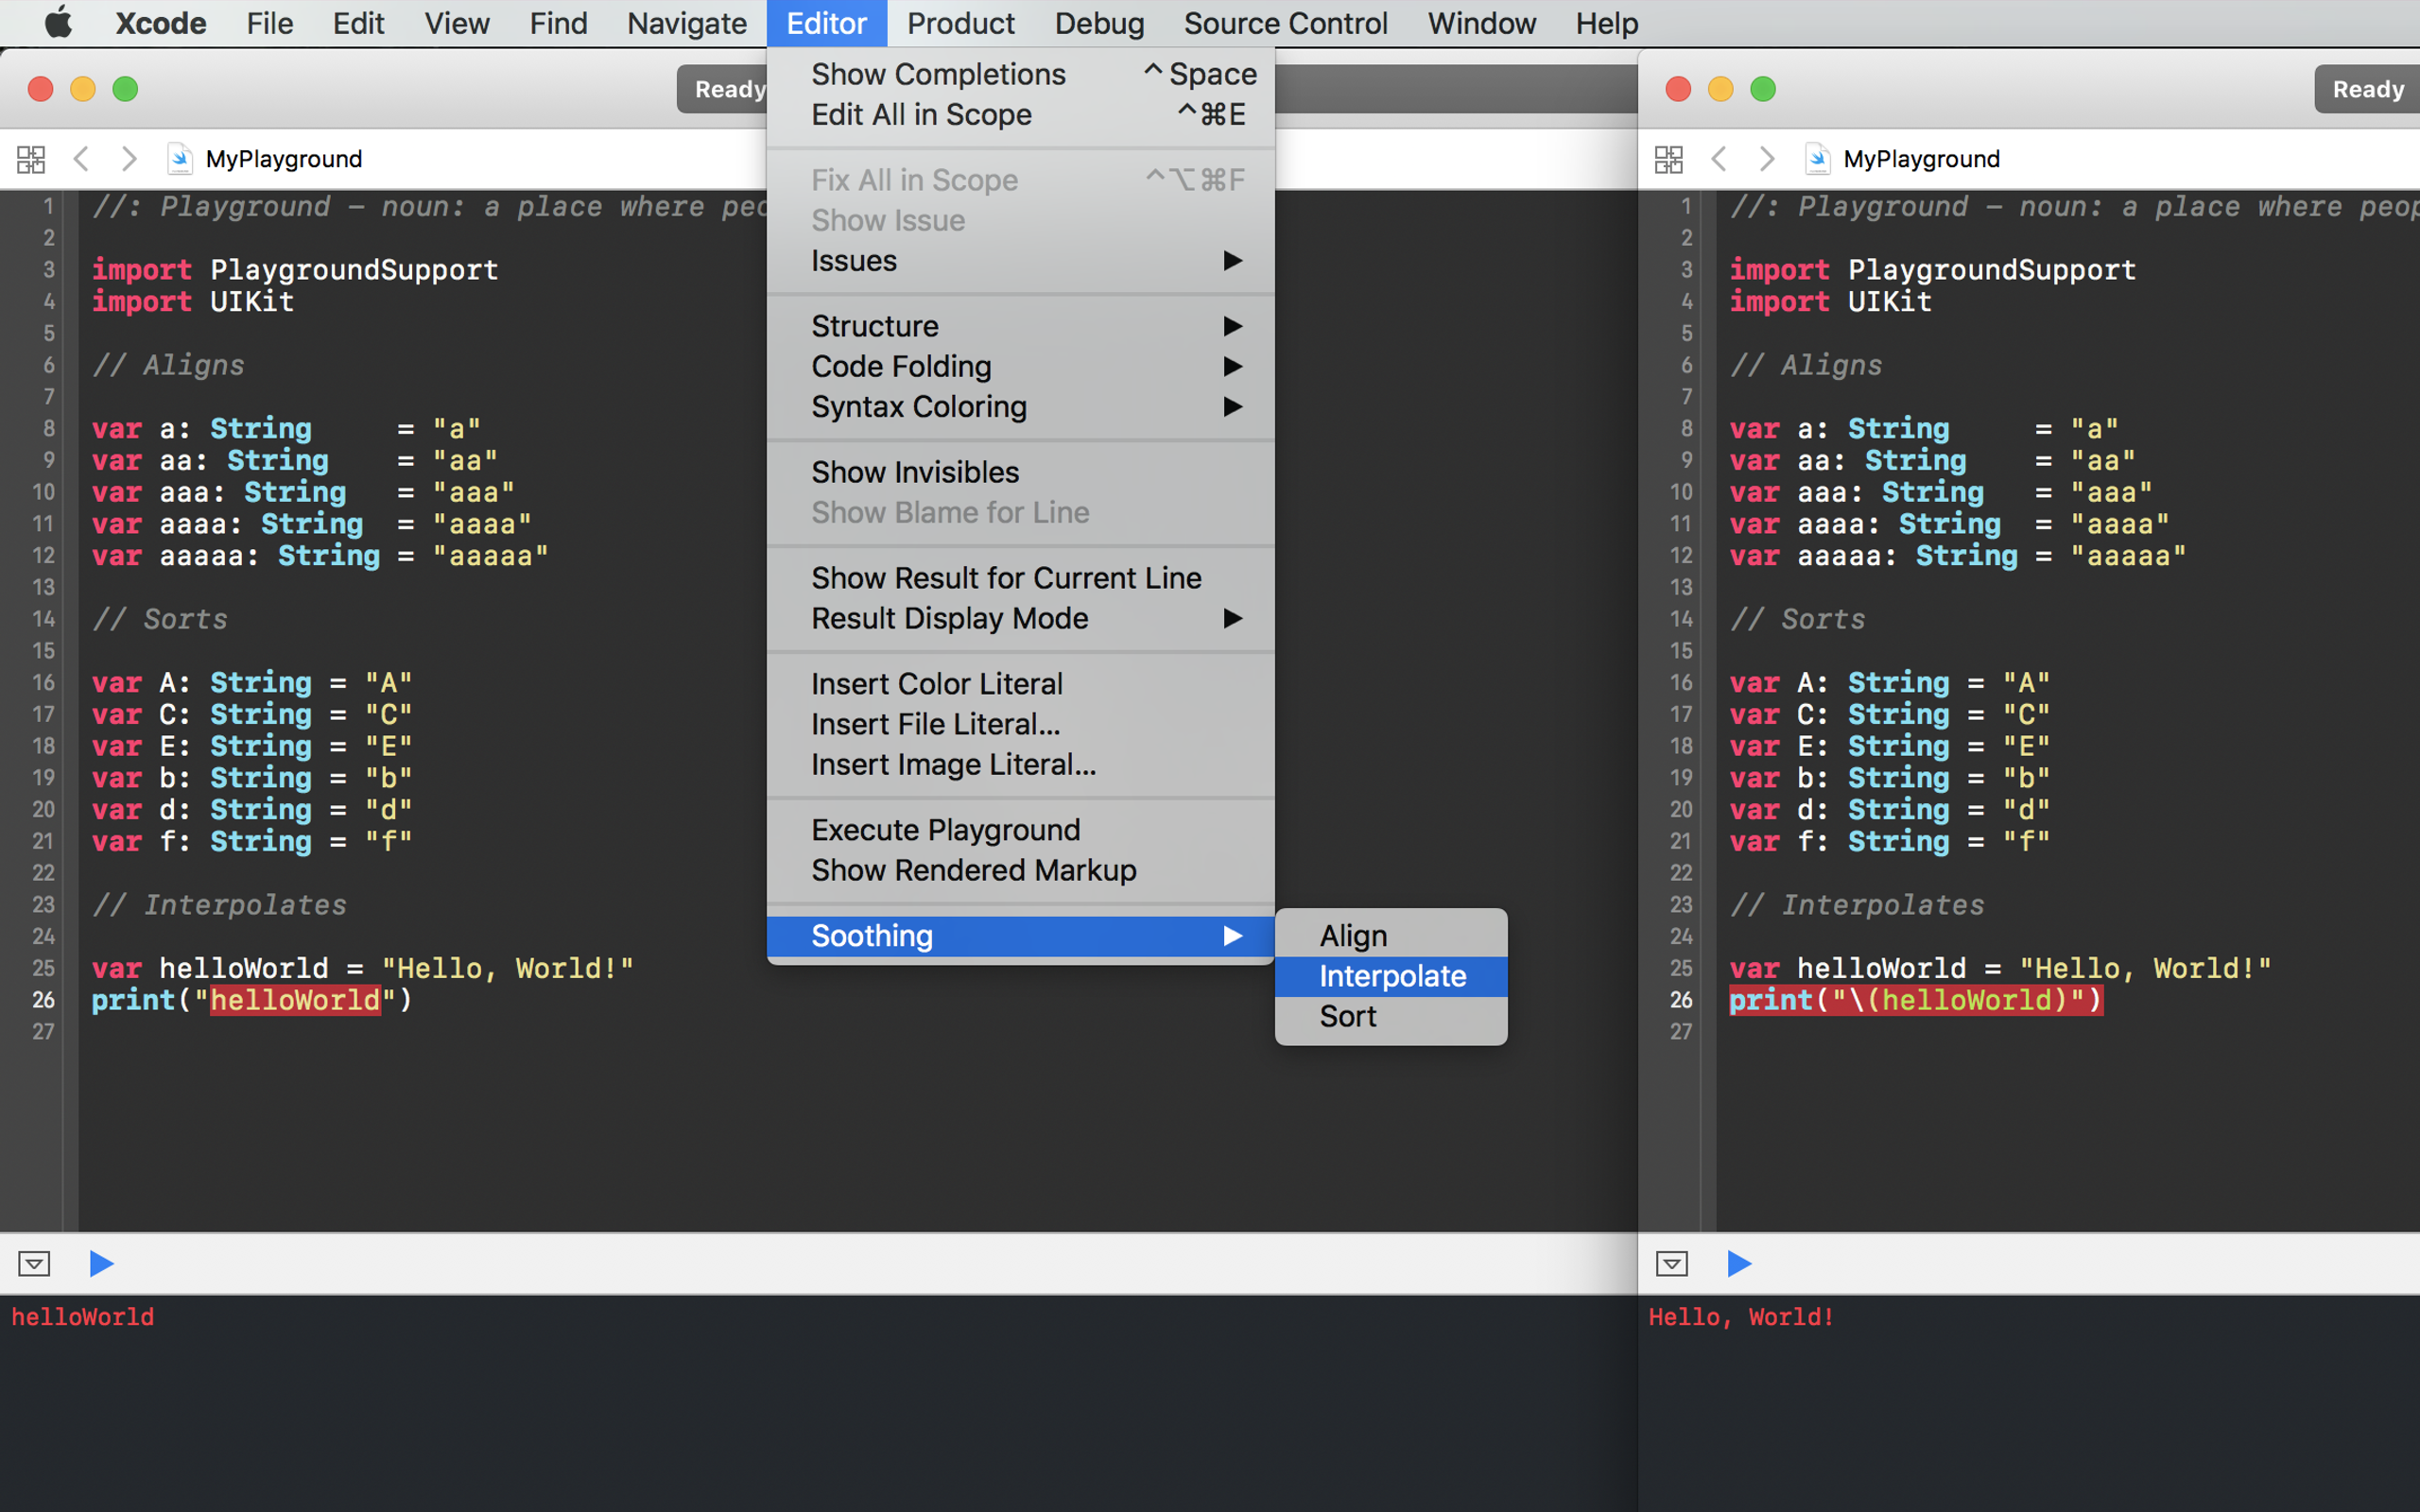 Xcode File Edit View Find Navigate Editor Product Debug Source Control Window Help
Ready
MyPlayground
1 //: Playground – noun: a place where peo
2
3 import PlaygroundSupport
4 import UIKit
5
6 // Aligns
7
8 var a: String     = "a"
9 var aa: String    = "aa"
10 var aaa: String   = "aaa"
11 var aaaa: String  = "aaaa"
12 var aaaaa: String = "aaaaa"
13
14 // Sorts
15
16 var A: String = "A"
17 var C: String = "C"
18 var E: String = "E"
19 var b: String = "b"
20 var d: String = "d"
21 var f: String = "f"
22
23 // Interpolates
24
25 var helloWorld = "Hello, World!"
26 print("helloWorld")
27
helloWorld
Show Completions ^ Space
Edit All in Scope ^⌘E
Fix All in Scope ^⌥⌘F
Show Issue
Issues ▶
Structure ▶
Code Folding ▶
Syntax Coloring ▶
Show Invisibles
Show Blame for Line
Show Result for Current Line
Result Display Mode ▶
Insert Color Literal
Insert File Literal...
Insert Image Literal...
Execute Playground
Show Rendered Markup
Soothing ▶
Align
Interpolate
Sort
Ready
MyPlayground
1 //: Playground – noun: a place where peop
2
3 import PlaygroundSupport
4 import UIKit
5
6 // Aligns
7
8 var a: String     = "a"
9 var aa: String    = "aa"
10 var aaa: String   = "aaa"
11 var aaaa: String  = "aaaa"
12 var aaaaa: String = "aaaaa"
13
14 // Sorts
15
16 var A: String = "A"
17 var C: String = "C"
18 var E: String = "E"
19 var b: String = "b"
20 var d: String = "d"
21 var f: String = "f"
22
23 // Interpolates
24
25 var helloWorld = "Hello, World!"
26 print("\(helloWorld)")
27
Hello, World!